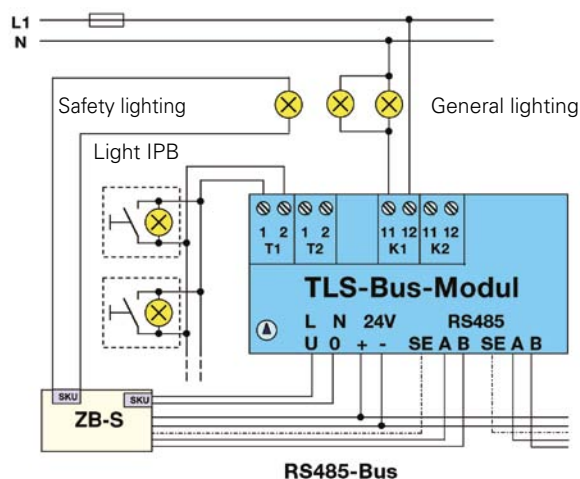 L1
N
Safety lighting
General lighting
Light IPB
1 2 1 2 11 12 11 12
T1 T2 K1 K2
TLS-Bus-Modul
L N 24V RS485
U 0 + - SE A B SE A B
SKU
SKU
ZB-S
RS485-Bus